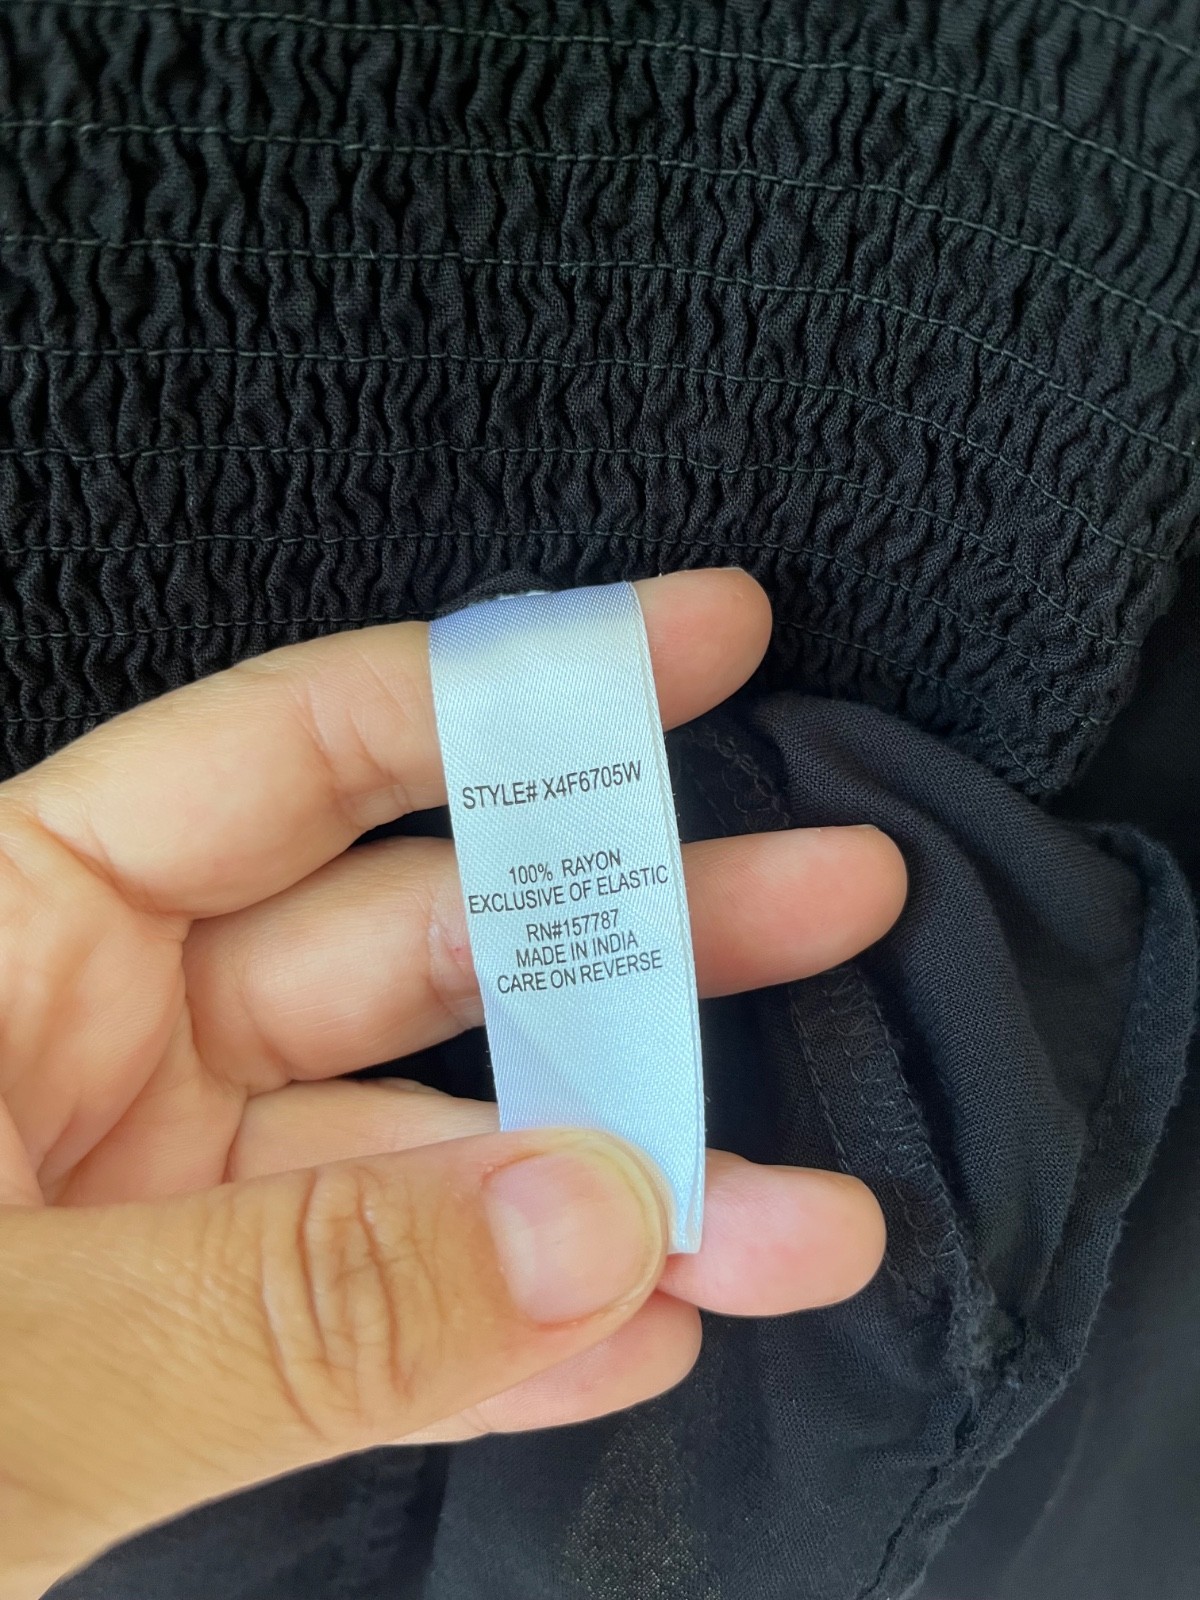 STYLE# X4F6705W
100% RAYON
EXCLUSIVE OF ELASTIC
RN#157787
MADE IN INDIA
CARE ON REVERSE